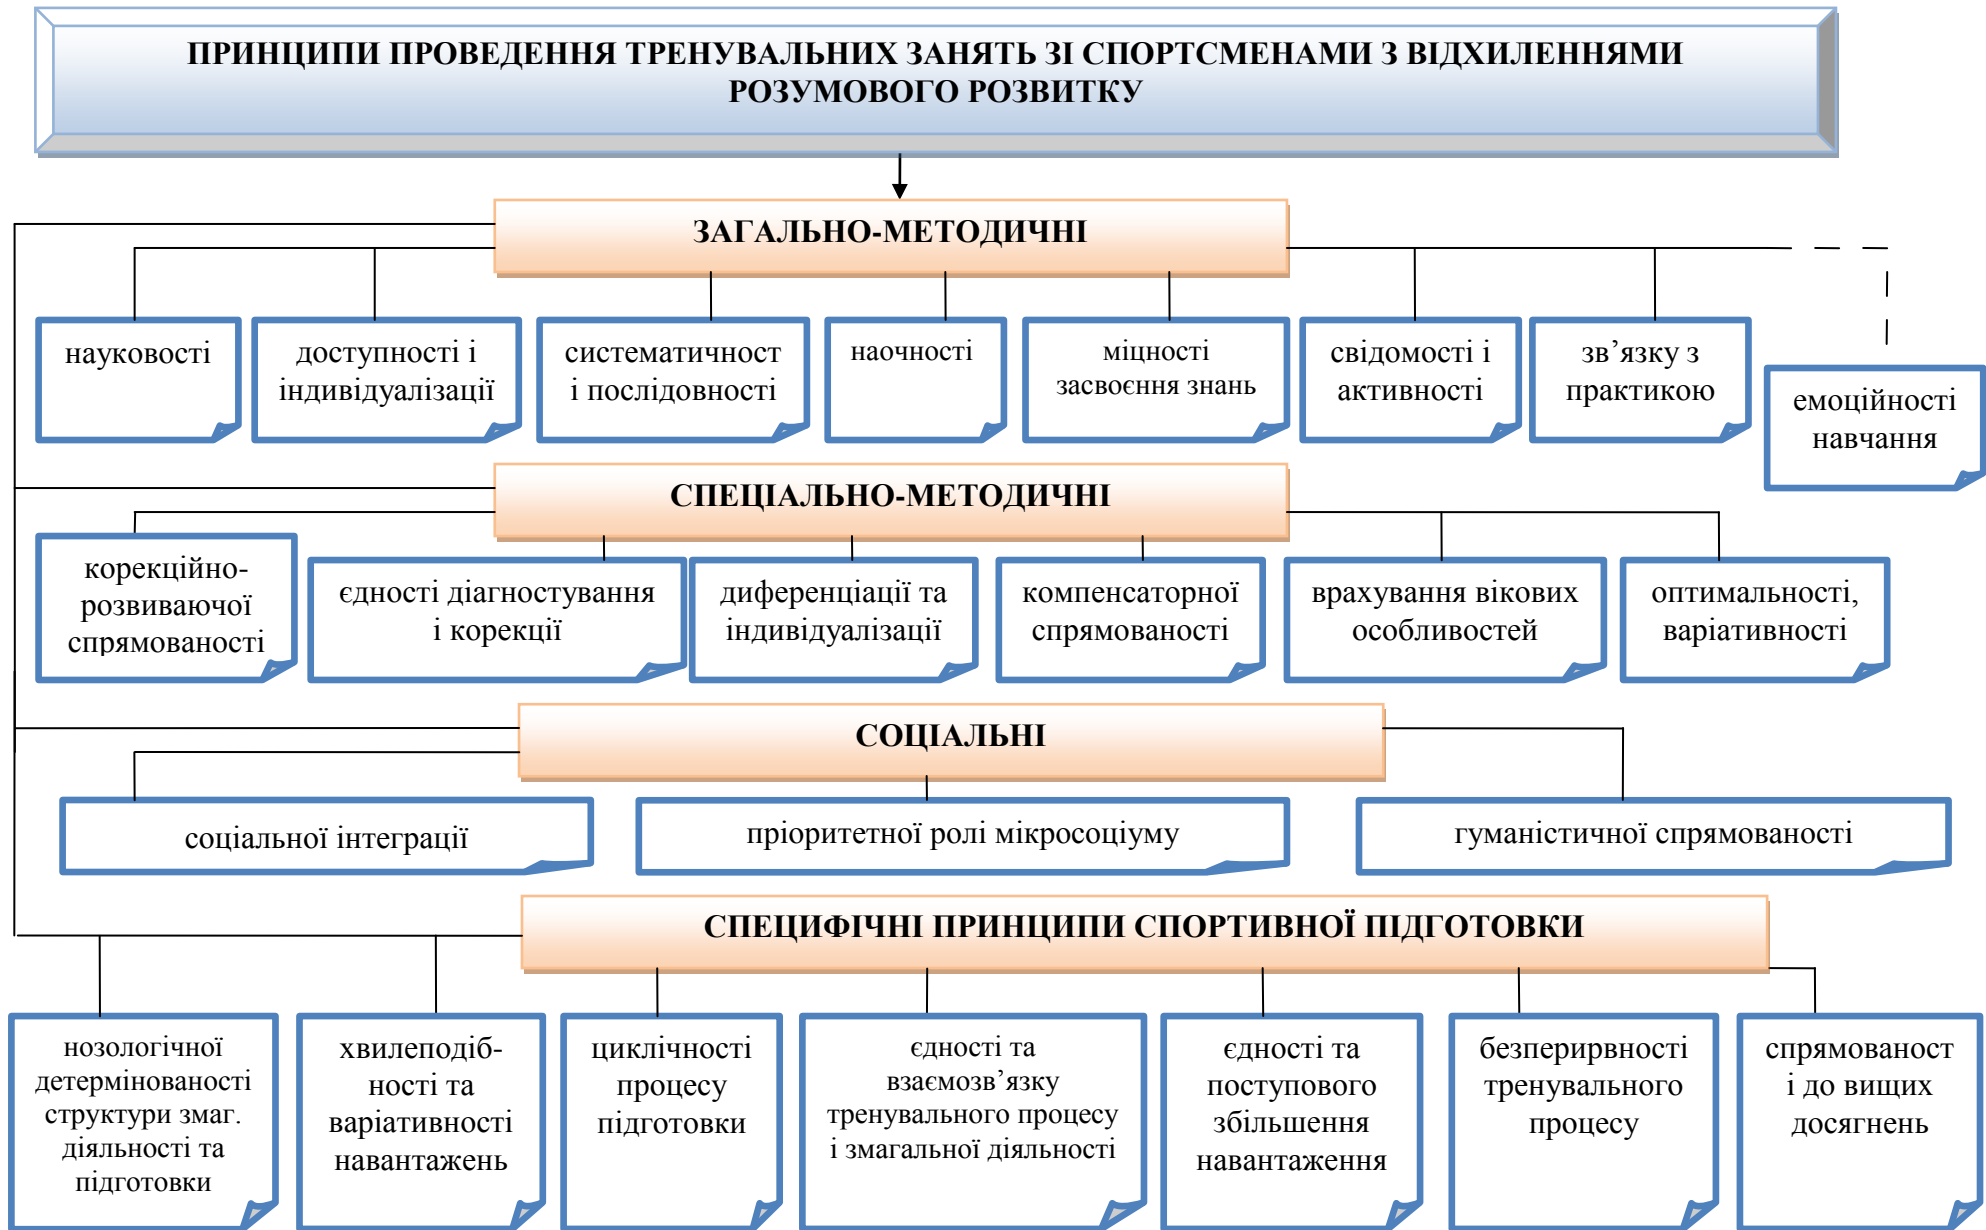 ПРИНЦИПИ ПРОВЕДЕННЯ ТРЕНУВАЛЬНИХ ЗАНЯТЬ ЗІ СПОРТСМЕНАМИ З ВІДХИЛЕННЯМИ
РОЗУМОВОГО РОЗВИТКУ
ЗАГАЛЬНО-МЕТОДИЧНІ
науковості
доступності і
індивідуалізації
систематичност
і послідовності
наочності
міцності
засвоєння знань
свідомості і
активності
зв’язку з
практикою
емоційності
навчання
СПЕЦІАЛЬНО-МЕТОДИЧНІ
корекційно-
розвиваючої
спрямованості
єдності діагностування
і корекції
диференціації та
індивідуалізації
компенсаторної
спрямованості
врахування вікових
особливостей
оптимальності,
варіативності
СОЦІАЛЬНІ
соціальної інтеграції
пріоритетної ролі мікросоціуму
гуманістичної спрямованості
СПЕЦИФІЧНІ ПРИНЦИПИ СПОРТИВНОЇ ПІДГОТОВКИ
нозологічної
детермінованості
структури змаг.
діяльності та
підготовки
хвилеподіб-
ності та
варіативності
навантажень
циклічності
процесу
підготовки
єдності та
взаємозв’язку
тренувального процесу
і змагальної діяльності
єдності та
поступового
збільшення
навантаження
безперирвності
тренувального
процесу
спрямованост
і до вищих
досягнень